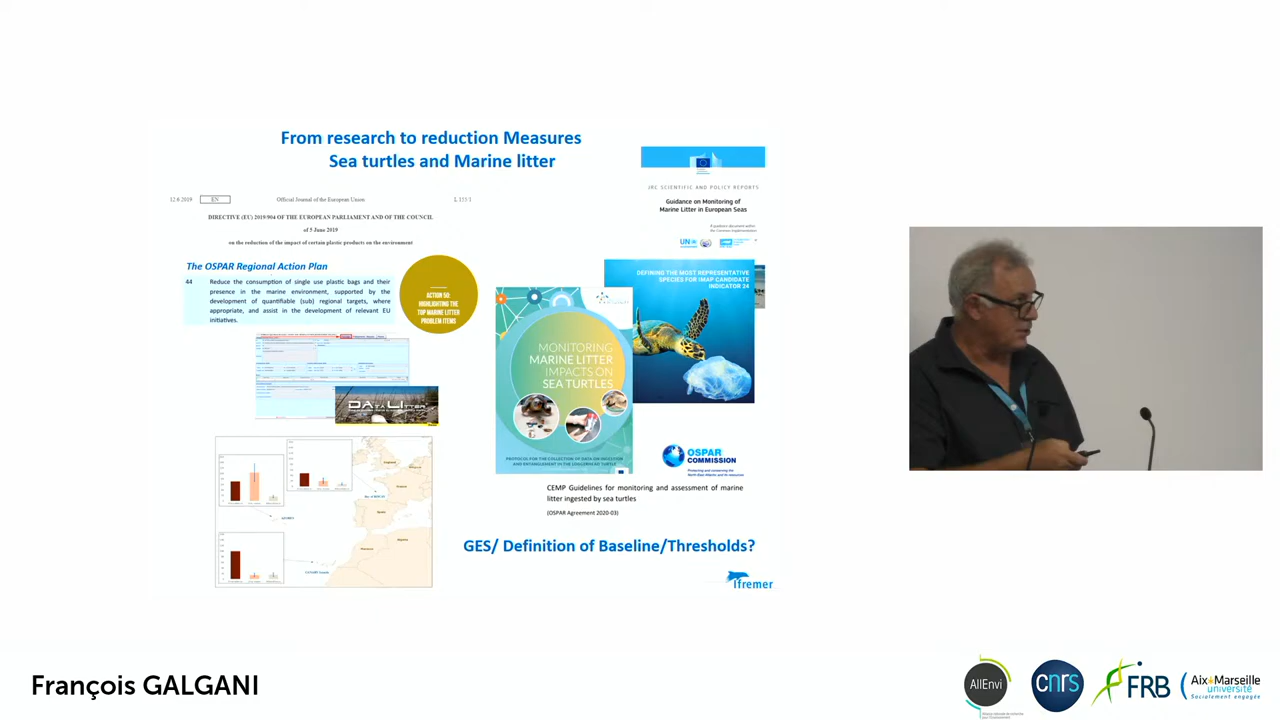 From research to reduction Measures
Sea turtles and Marine litter
EN
Official Journal of the European Union
L 155/1
DIRECTIVE (EU) 2019/904 OF THE EUROPEAN PARLIAMENT AND OF THE COUNCIL
of 5 June 2019
on the reduction of the impact of certain plastic products on the environment
The OSPAR Regional Action Plan
44 Reduce the consumption of single use plastic bags and their
presence in the marine environment, supported by the
development of quantifiable (sub) regional targets, where
appropriate, and assist in the development of relevant EU
initiatives.
ACTION 50:
HIGHLIGHTING THE
TOP MARINE LITTER
PROBLEM ITEMS
DATA LITTER
JRC SCIENTIFIC AND POLICY REPORTS
Guidance on Monitoring of
Marine Litter in European Seas
DEFINING THE MOST REPRESENTATIVE
SPECIES FOR IMAP CANDIDATE
INDICATOR 24
MONITORING
MARINE LITTER
IMPACTS ON
SEA TURTLES
PROTOCOL FOR THE COLLECTION OF DATA ON INGESTION
AND ENTANGLEMENT IN THE LOGGERHEAD TURTLE
OSPAR
COMMISSION
CEMP Guidelines for monitoring and assessment of marine
litter ingested by sea turtles
(OSPAR Agreement 2020-03)
GES/ Definition of Baseline/Thresholds?
Ifremer
François GALGANI
AllEnvi
cnrs
FRB
Aix Marseille
université
Socialement engagée